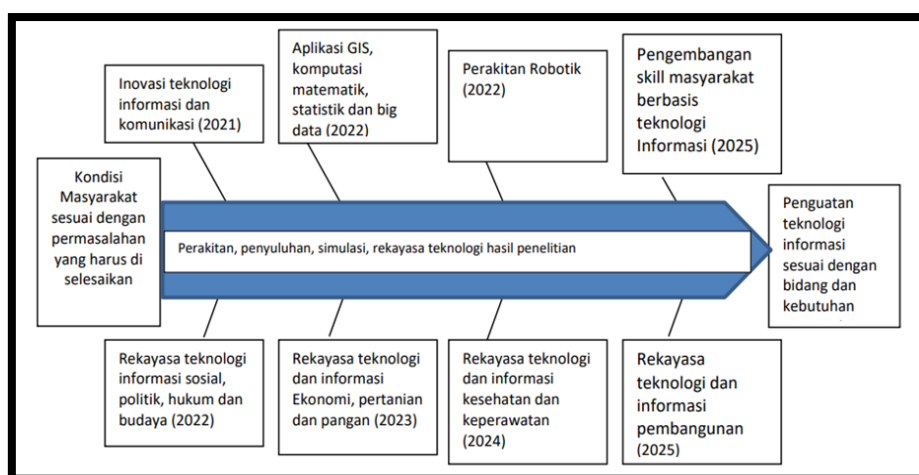 Inovasi teknologi
informasi dan
komunikasi (2021)
Aplikasi GIS,
komputasi
matematik,
statistik dan big
data (2022)
Perakitan Robotik
(2022)
Pengembangan
skill masyarakat
berbasis
teknologi
Informasi (2025)
Kondisi
Masyarakat
sesuai dengan
permasalahan
yang harus di
selesaikan
Perakitan, penyuluhan, simulasi, rekayasa teknologi hasil penelitian
Penguatan
teknologi
informasi
sesuai dengan
bidang dan
kebutuhan
Rekayasa teknologi
informasi sosial,
politik, hukum dan
budaya (2022)
Rekayasa teknologi
dan informasi
Ekonomi, pertanian
dan pangan (2023)
Rekayasa teknologi
dan informasi
kesehatan dan
keperawatan
(2024)
Rekayasa
teknologi dan
informasi
pembangunan
(2025)